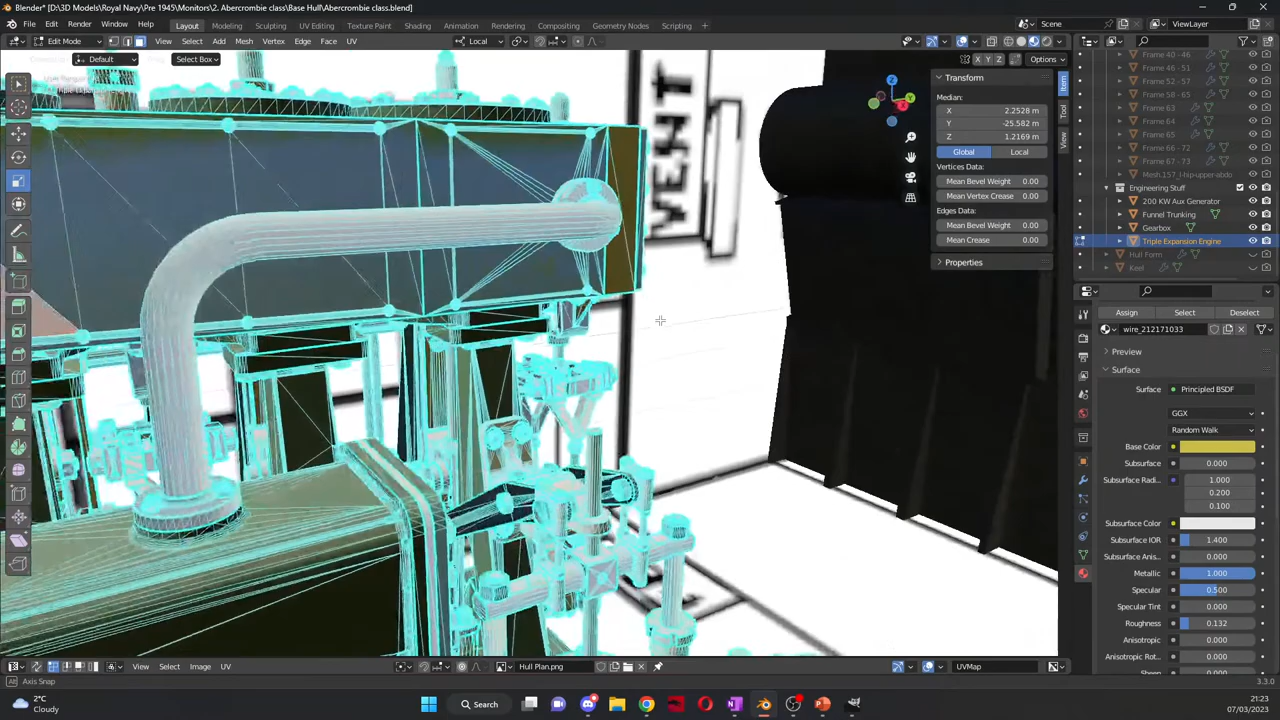 Blender* [D:\3D Models\Royal Navy\Pre 1945\Monitors\2. Abercrombie class\Base Hull\Abercrombie class.blend]
File Edit Render Window Help Layout Modeling Sculpting UV Editing Texture Paint Shading Animation Rendering Compositing Geometry Nodes Scripting + Scene ViewLayer
Edit Mode View Select Add Mesh Vertex Edge Face UV Local
Default Select Box X Y Z Options
Frame 40 - 46
Frame 46 - 51
Frame 52 - 57
Frame 58 - 65
Frame 63
Frame 64
Frame 65
Frame 66 - 72
Frame 67 - 73
Mesh.157_l-hip-upper-abdo
Engineering Stuff
200 KW Aux Generator
Funnel Trunking
Gearbox
Triple Expansion Engine
Hull Form
Keel
Transform
Median:
X 2.2528 m
Y -25.582 m
Z 1.2169 m
Global Local
Vertices Data:
Mean Bevel Weight 0.00
Mean Vertex Crease 0.00
Edges Data:
Mean Bevel Weight 0.00
Mean Crease 0.00
Properties
Item
Tool
View
Z
Y
VENT
Assign Select Deselect
wire_212171033
Preview
Surface
Surface Principled BSDF
GGX
Random Walk
Base Color
Subsurface 0.000
Subsurface Radi... 1.000
0.200
0.100
Subsurface Color
Subsurface IOR 1.400
Subsurface Anis... 0.000
Metallic 1.000
Specular 0.500
Specular Tint 0.000
Roughness 0.132
Anisotropic 0.000
Anisotropic Rot... 0.000
View Select Image UV Hull Plan.png UVMap
Axis Snap 3.3.0
2°C
Cloudy
Search
21:23
07/03/2023